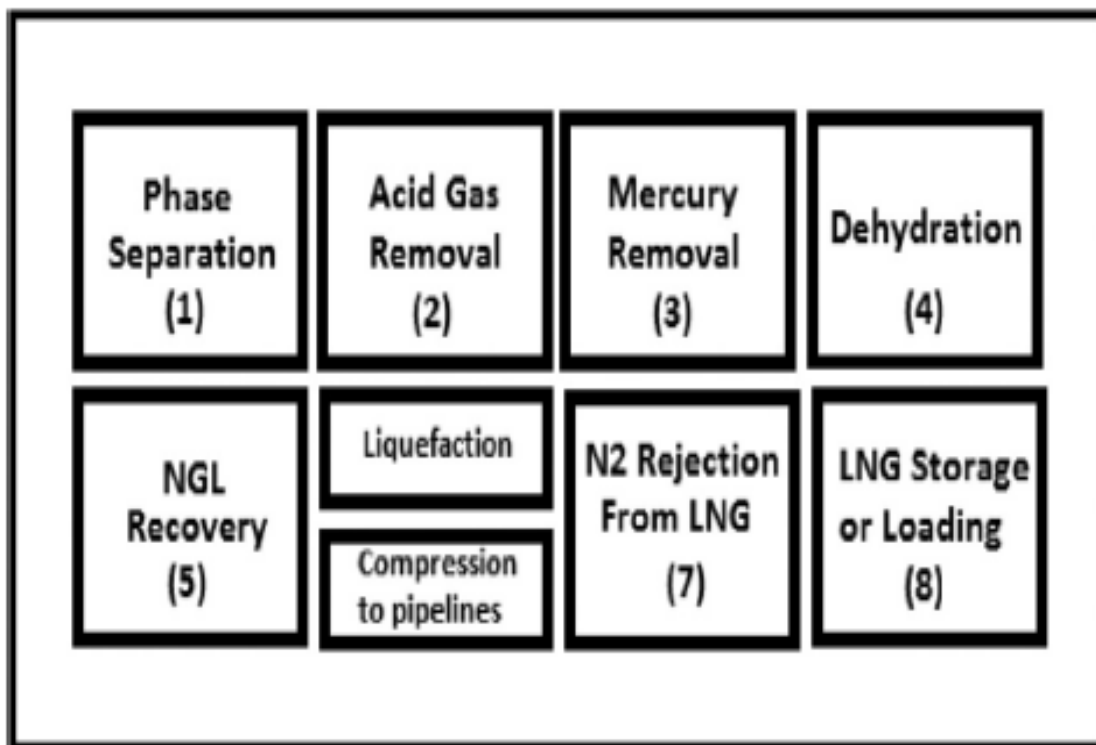 Phase
Separation
(1)
Acid Gas
Removal
(2)
Mercury
Removal
(3)
Dehydration
(4)
NGL
Recovery
(5)
Liquefaction
Compression
to pipelines
N2 Rejection
From LNG
(7)
LNG Storage
or Loading
(8)